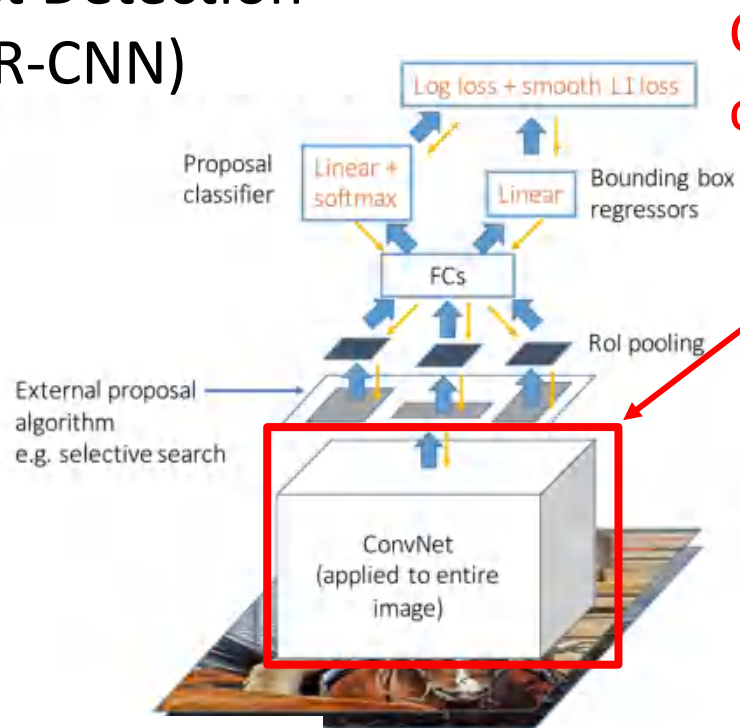 t Detection
R-CNN)
Log loss + smooth L1 loss
Proposal
classifier
Linear +
softmax
Linear
Bounding box
regressors
FCs
RoI pooling
External proposal
algorithm
e.g. selective search
ConvNet
(applied to entire
image)